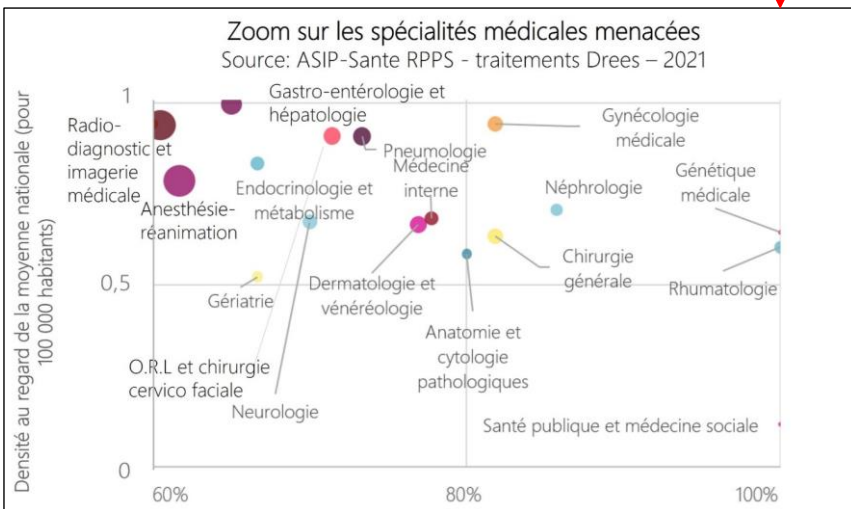 Zoom sur les spécialités médicales menacées
Source: ASIP-Sante RPPS - traitements Drees – 2021
Densité au regard de la moyenne nationale (pour
100 000 habitants)
1
0,5
0
Radio-
diagnostic et
imagerie
médicale
Anesthésie-
réanimation
Gastro-entérologie et
hépatologie
Pneumologie
Médecine
interne
Gynécologie
médicale
Endocrinologie et
métabolisme
Néphrologie
Génétique
médicale
Gériatrie
Dermatologie et
vénéréologie
Chirurgie
générale
Rhumatologie
Anatomie et
cytologie
pathologiques
O.R.L et chirurgie
cervico faciale
Neurologie
Santé publique et médecine sociale
60%
80%
100%